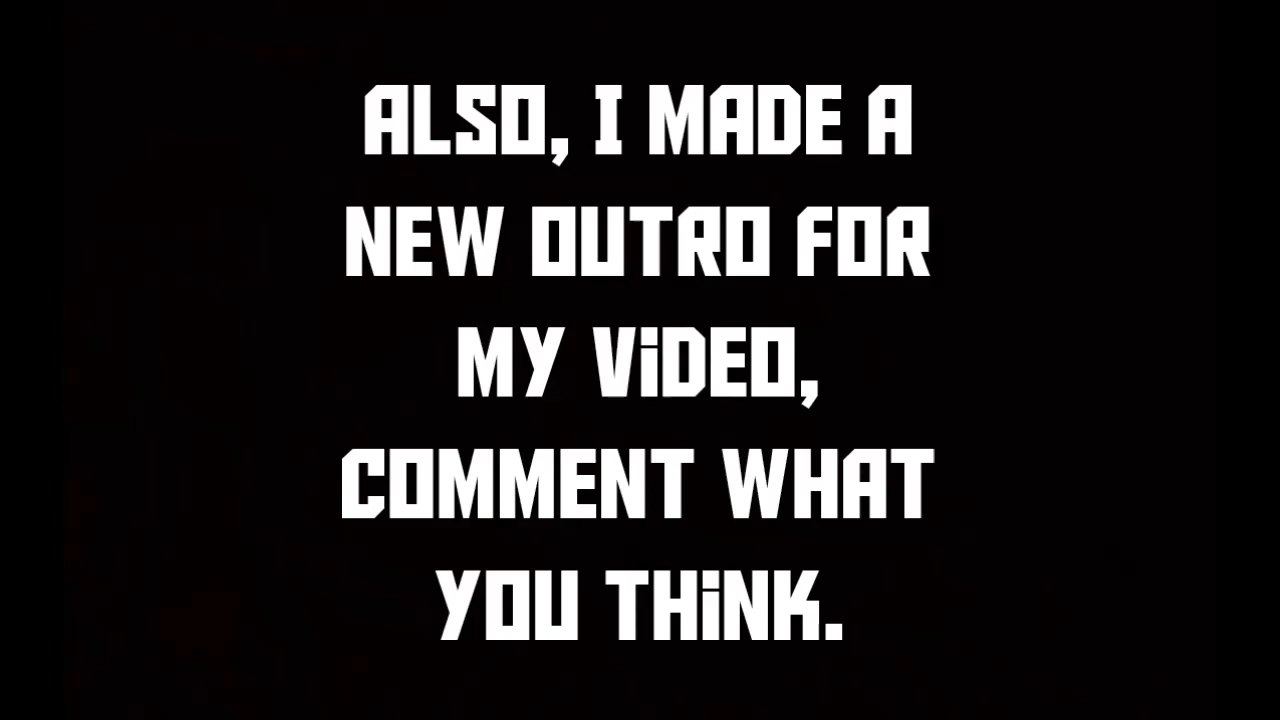 ALSO, I MADE A
NEW OUTRO FOR
MY ViDEO,
COMMENT WHAT
YOU THiNK.